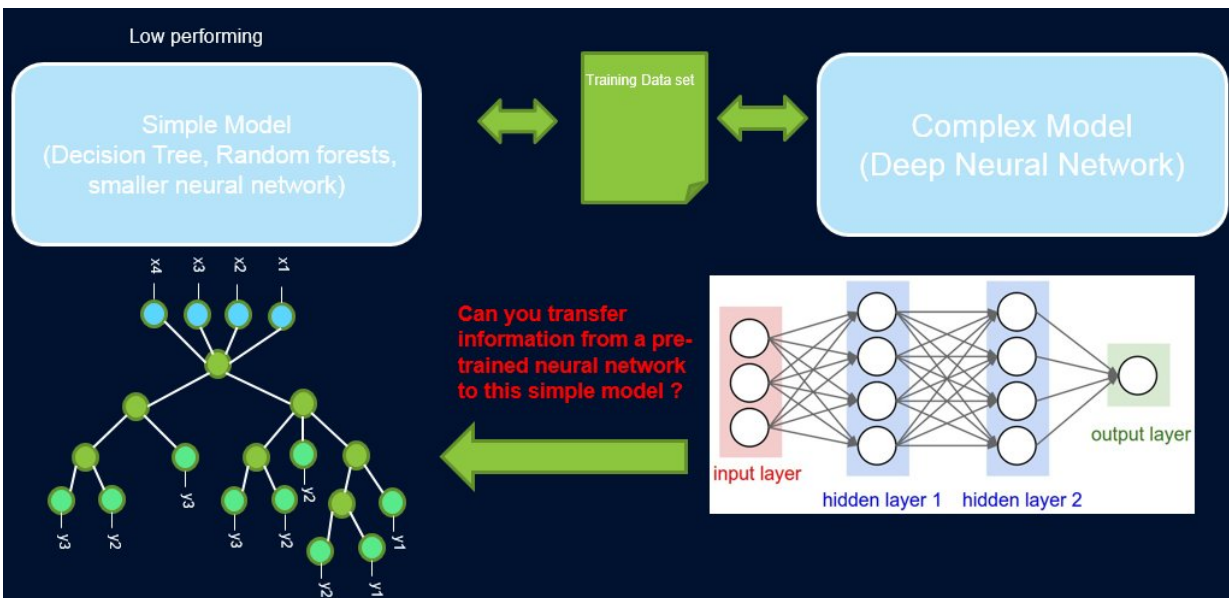 Low performing
Simple Model
(Decision Tree, Random forests,
smaller neural network)
Training Data set
Complex Model
(Deep Neural Network)
x4
x3
x2
x1
Can you transfer
information from a pre-
trained neural network
to this simple model ?
y3
y2
y3
y3
y2
y2
y2
y1
y1
input layer
hidden layer 1
hidden layer 2
output layer